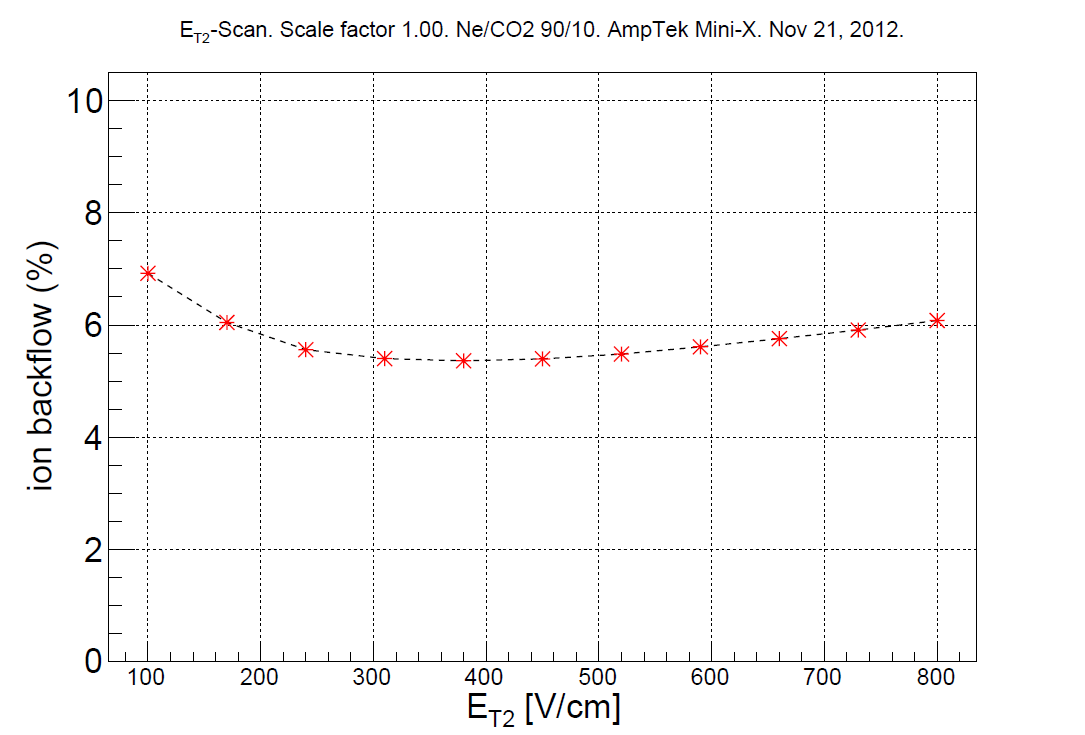 E_T2-Scan. Scale factor 1.00. Ne/CO2 90/10. AmpTek Mini-X. Nov 21, 2012.
10
8
6
4
2
0
ion backflow (%)
100 200 300 400 500 600 700 800
E_T2 [V/cm]